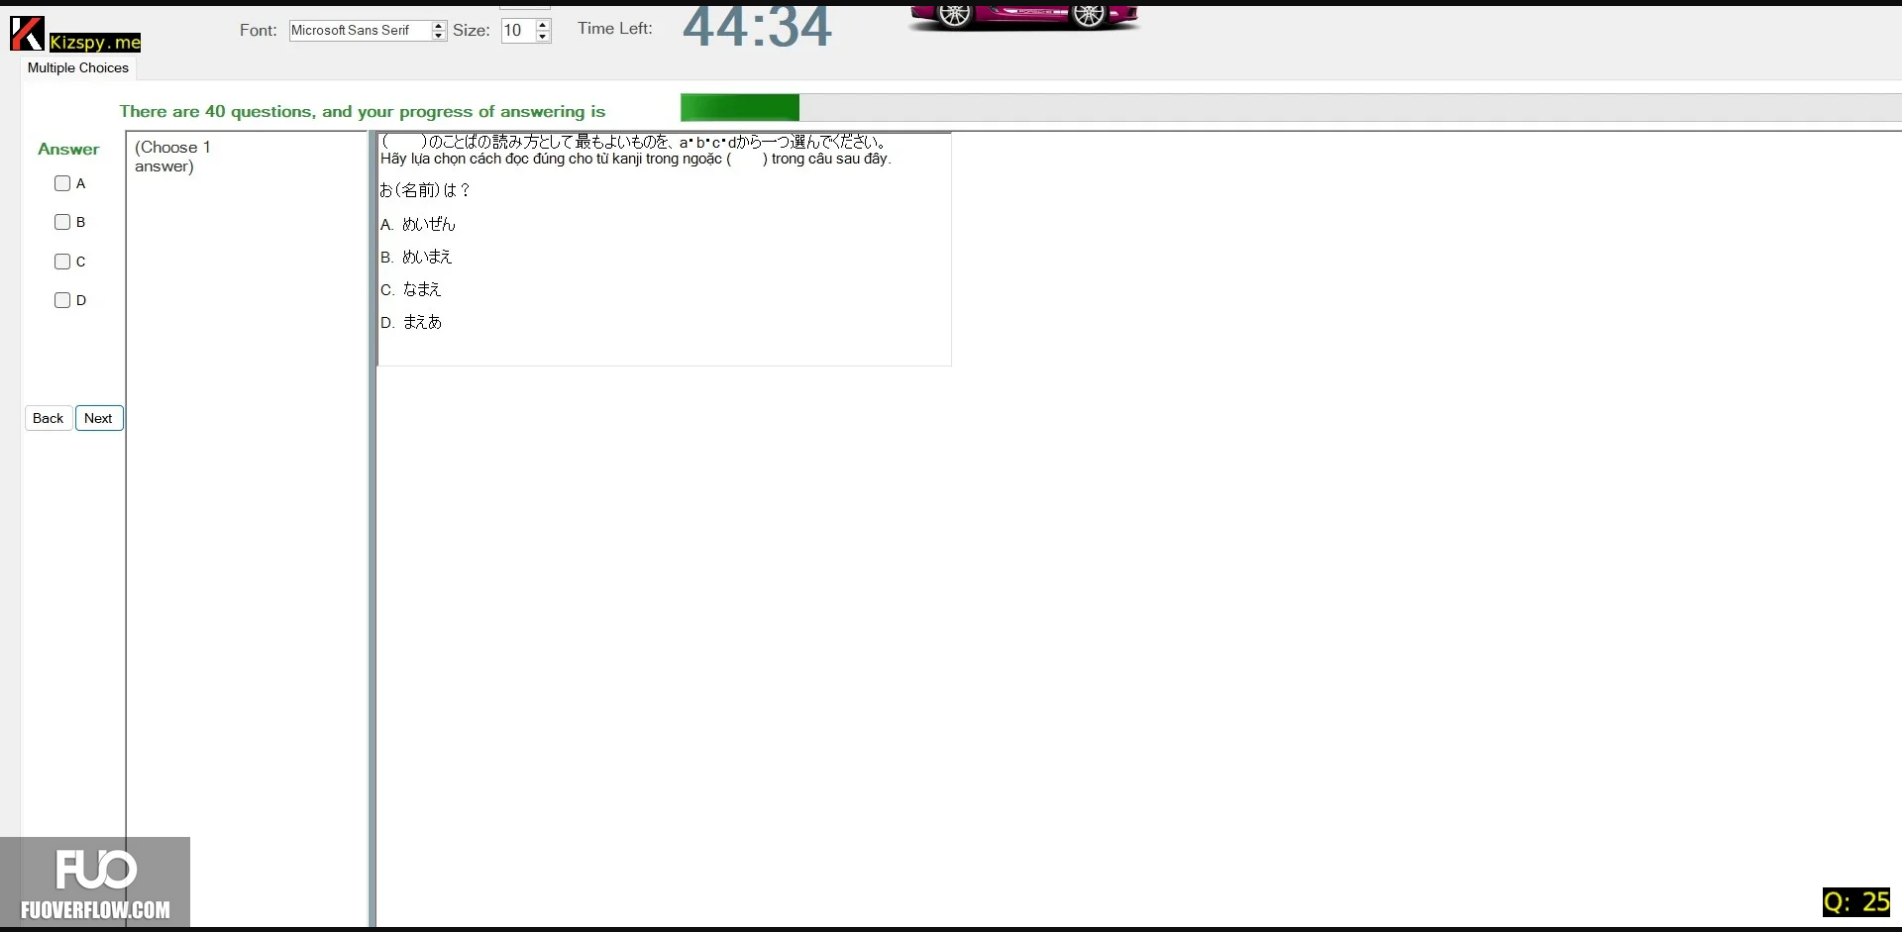 Kizspy.me
Font: Microsoft Sans Serif Size: 10 Time Left: 44:34
Multiple Choices
There are 40 questions, and your progress of answering is
Answer
A
B
C
D
Back Next
(Choose 1
answer)
(　　)のことばの読み方として最もよいものを、a・b・c・dから一つ選んでください。
Hãy lựa chọn cách đọc đúng cho từ kanji trong ngoặc (　　) trong câu sau đây.
お(名前)は？
A. めいぜん
B. めいまえ
C. なまえ
D. まえあ
FUO
FUOVERFLOW.COM
Q: 25